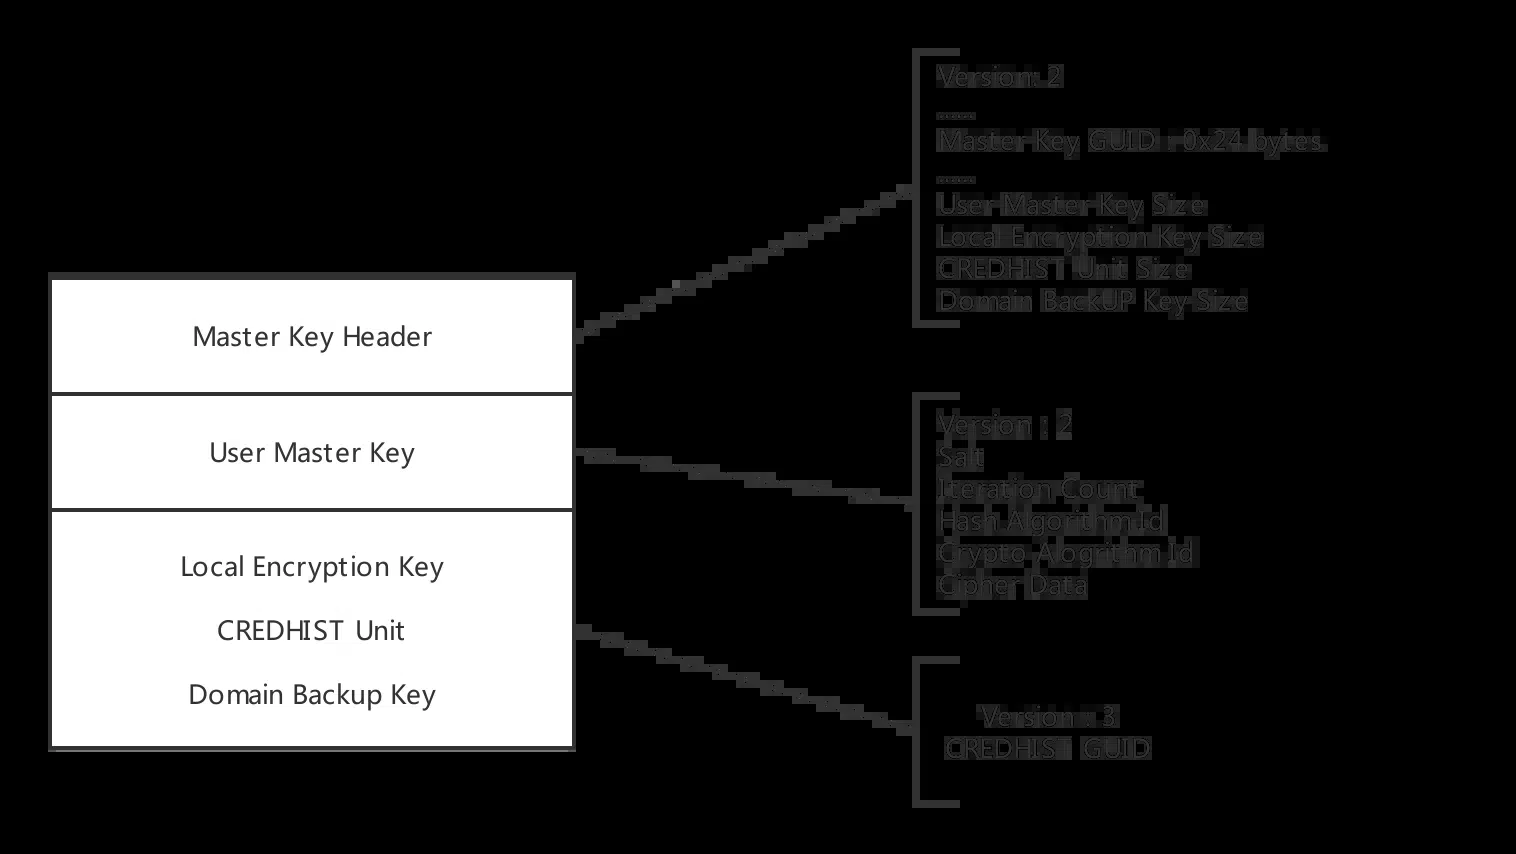 Master Key Header
User Master Key
Local Encryption Key
CREDHIST Unit
Domain Backup Key
Version: 2
......
Master Key GUID : 0x24 bytes
......
User Master Key Size
Local Encryption Key Size
CREDHIST Unit Size
Domain BackUP Key Size
Version : 2
Salt
Iteration Count
Hash Algorithm Id
Crypto Alogrithm Id
Cipher Data
Version : 3
CREDHIST GUID